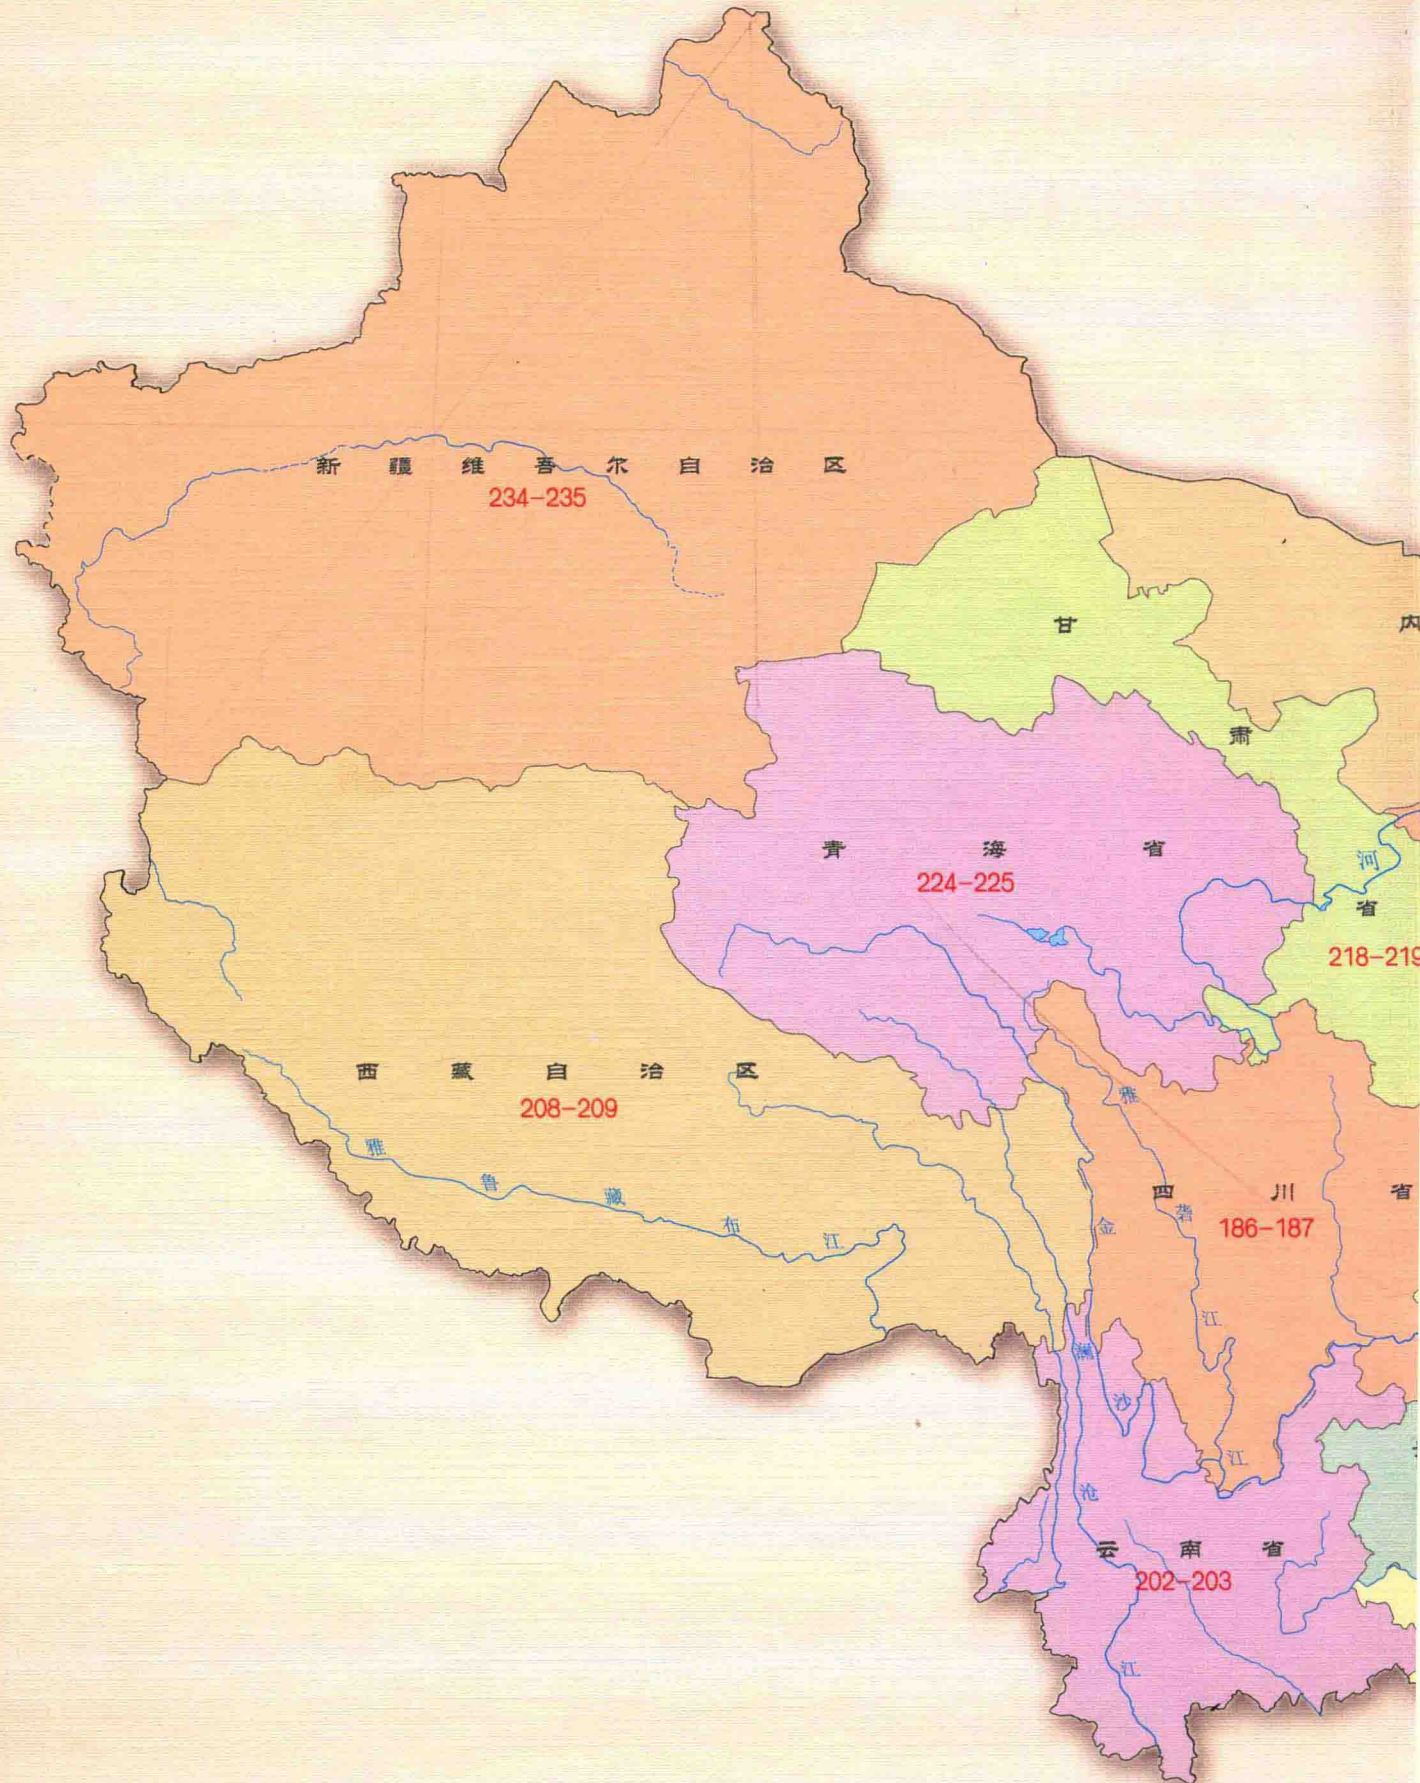 新疆维吾尔自治区
234-235
甘肃省
218-219
内
青海省
224-225
河
西藏自治区
208-209
雅鲁藏布江
四川省
186-187
雅砻江
金沙江
澜沧江
云南省
202-203